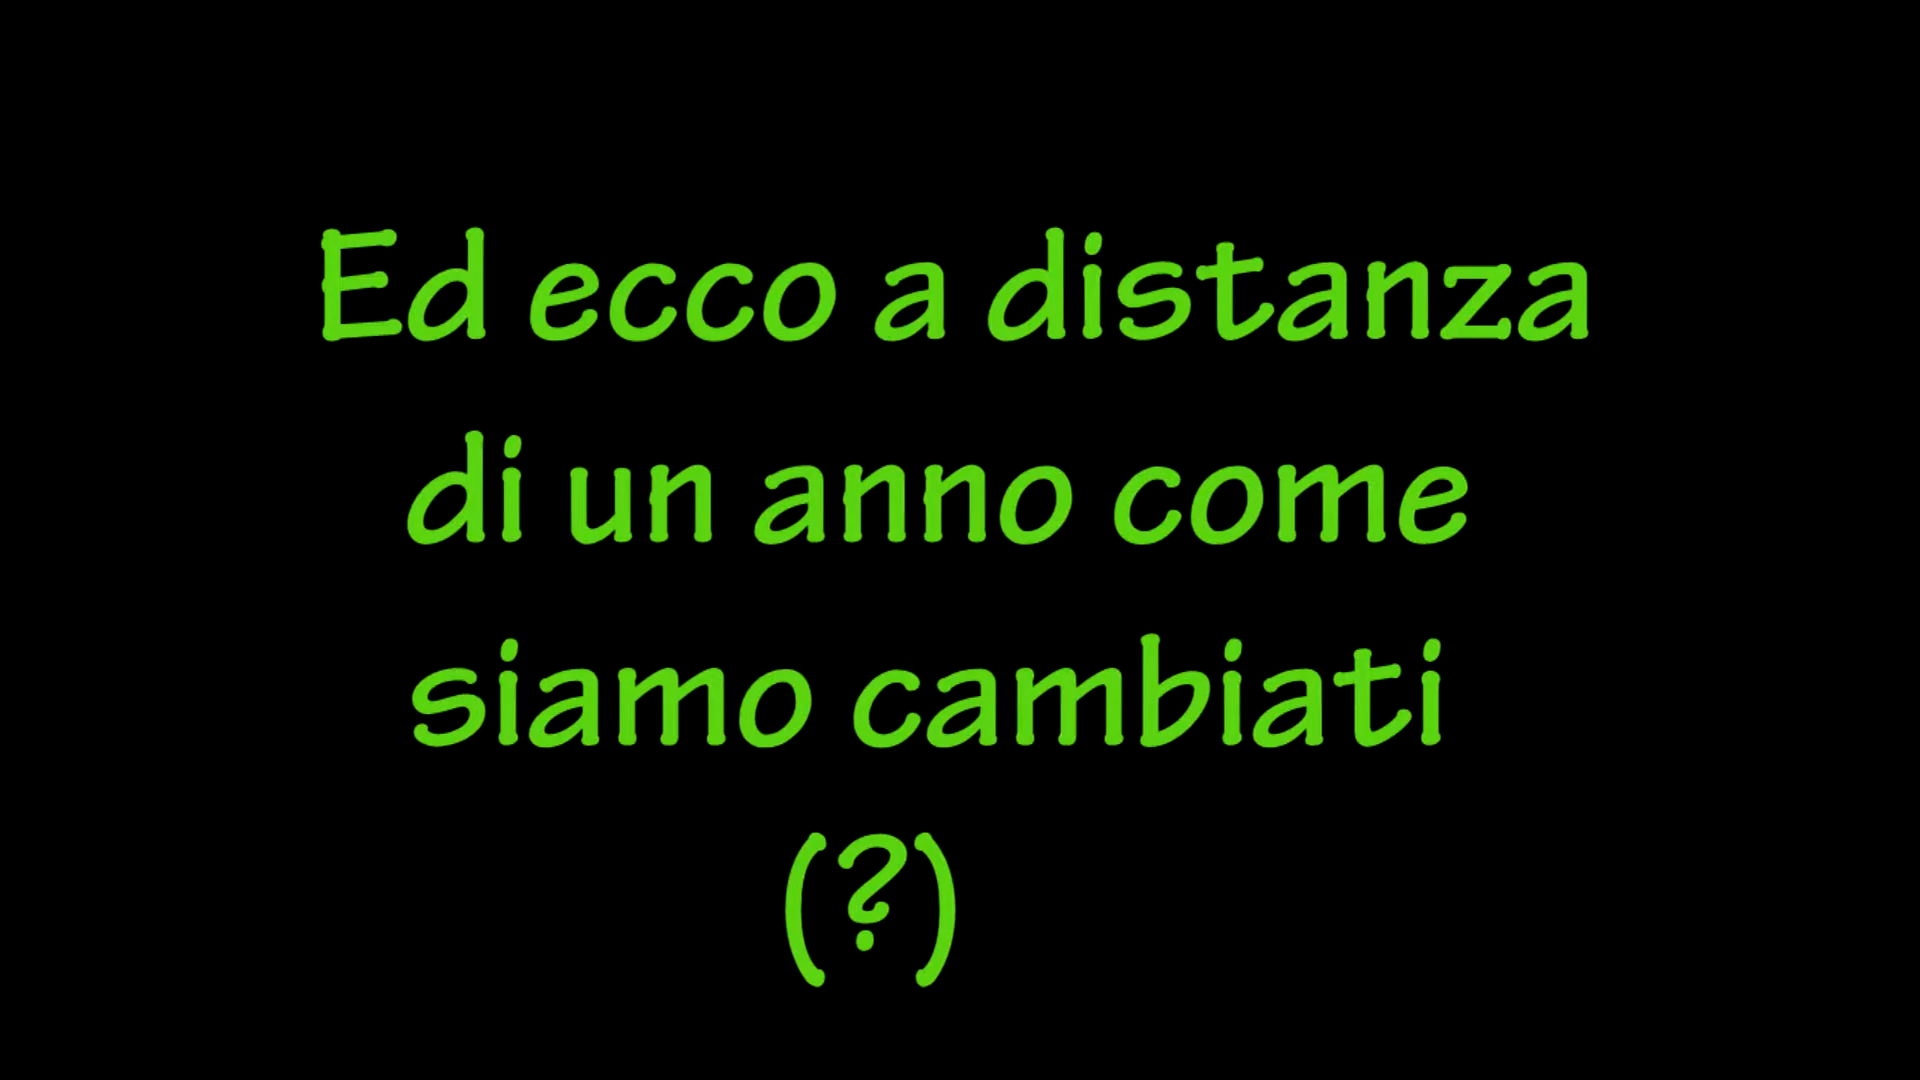 Ed ecco a distanza
di un anno come
siamo cambiati
(?)